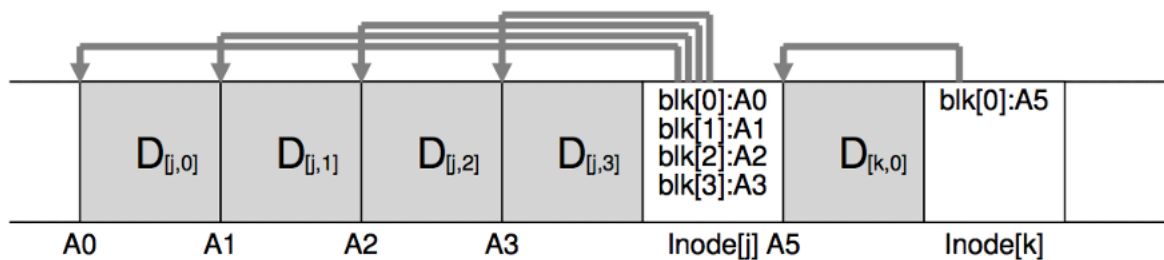 blk[0]:A0
blk[1]:A1
blk[2]:A2
blk[3]:A3
blk[0]:A5
D[j,0] D[j,1] D[j,2] D[j,3] D[k,0]
A0 A1 A2 A3 Inode[j] A5 Inode[k]